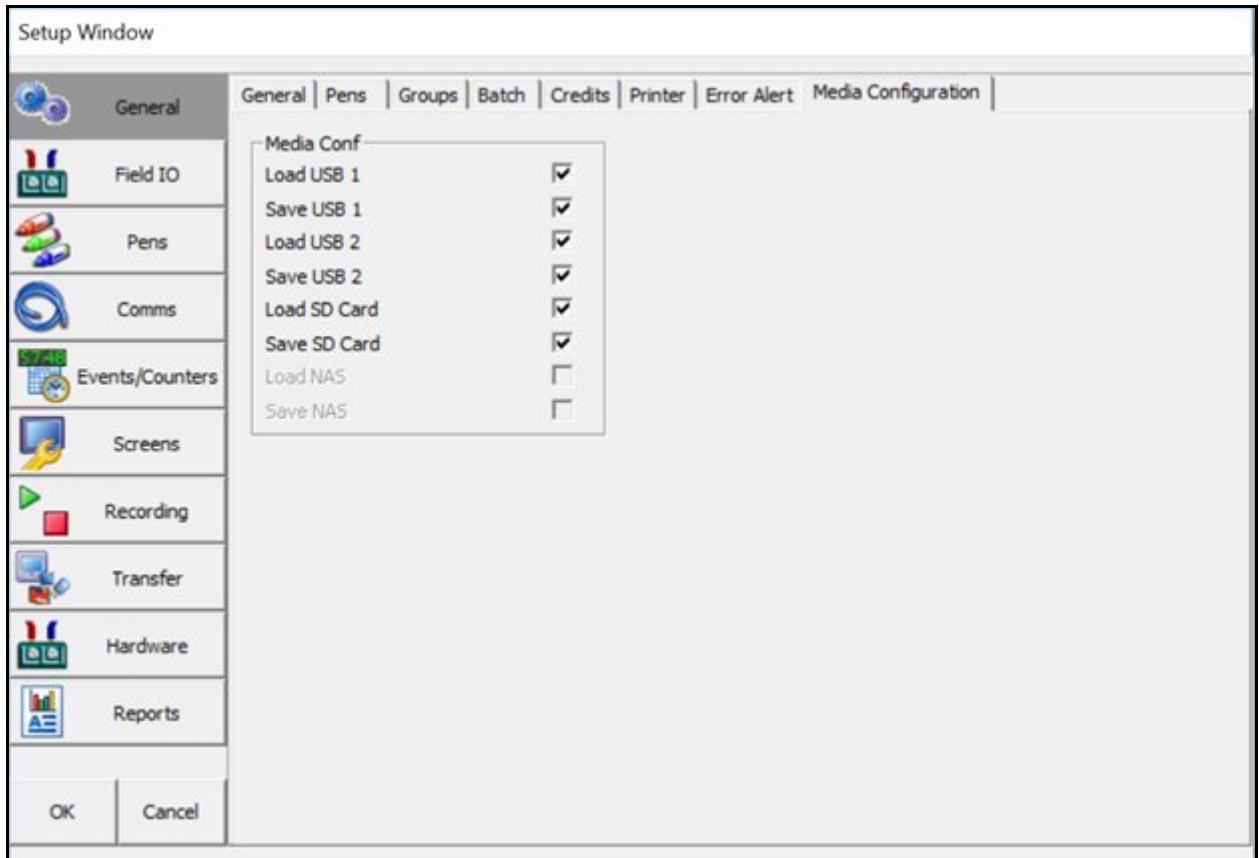 Setup Window
General
Field IO
Pens
Comms
Events/Counters
Screens
Recording
Transfer
Hardware
Reports
OK Cancel
General Pens Groups Batch Credits Printer Error Alert Media Configuration
Media Conf
Load USB 1
Save USB 1
Load USB 2
Save USB 2
Load SD Card
Save SD Card
Load NAS
Save NAS